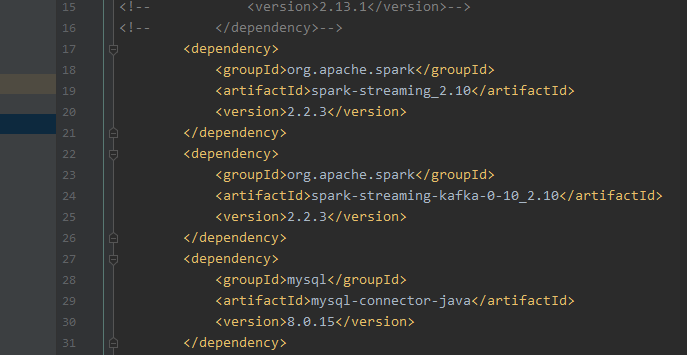 15 <!-- <version>2.13.1</version>-->
16 <!-- </dependency>-->
17 <dependency>
18 <groupId>org.apache.spark</groupId>
19 <artifactId>spark-streaming_2.10</artifactId>
20 <version>2.2.3</version>
21 </dependency>
22 <dependency>
23 <groupId>org.apache.spark</groupId>
24 <artifactId>spark-streaming-kafka-0-10_2.10</artifactId>
25 <version>2.2.3</version>
26 </dependency>
27 <dependency>
28 <groupId>mysql</groupId>
29 <artifactId>mysql-connector-java</artifactId>
30 <version>8.0.15</version>
31 </dependency>